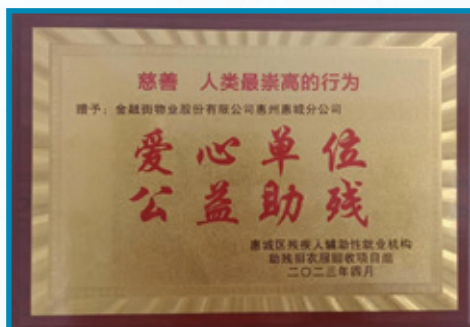 慈善 人类最崇高的行为
赠予：金融街物业股份有限公司惠州惠城分公司
爱心单位
公益助残
惠城区残疾人辅助性就业机构
助残旧衣服回收项目组
二〇二三年四月